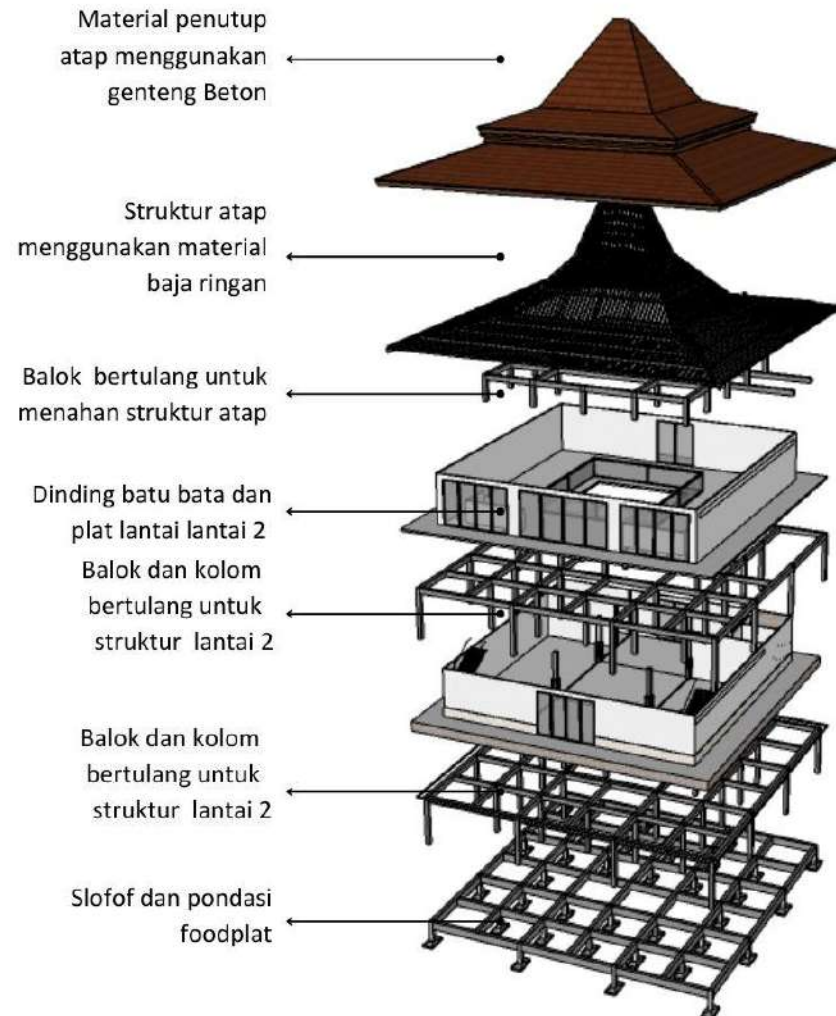 Material penutup
atap menggunakan
genteng Beton
Struktur atap
menggunakan material
baja ringan
Balok bertulang untuk
menahan struktur atap
Dinding batu bata dan
plat lantai lantai 2
Balok dan kolom
bertulang untuk
struktur lantai 2
Balok dan kolom
bertulang untuk
struktur lantai 2
Slofof dan pondasi
foodplat